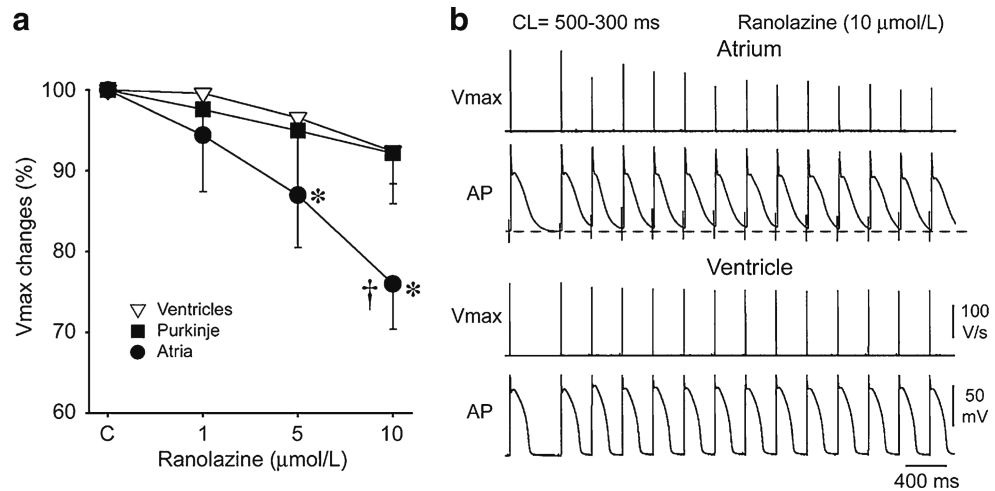 a
100
90
80
70
60
Vmax changes (%)
*
† *
Ventricles
Purkinje
Atria
C 1 5 10
Ranolazine (μmol/L)
b
CL= 500-300 ms Ranolazine (10 μmol/L)
Atrium
Vmax
AP
Ventricle
Vmax
100
V/s
AP
50
mV
400 ms